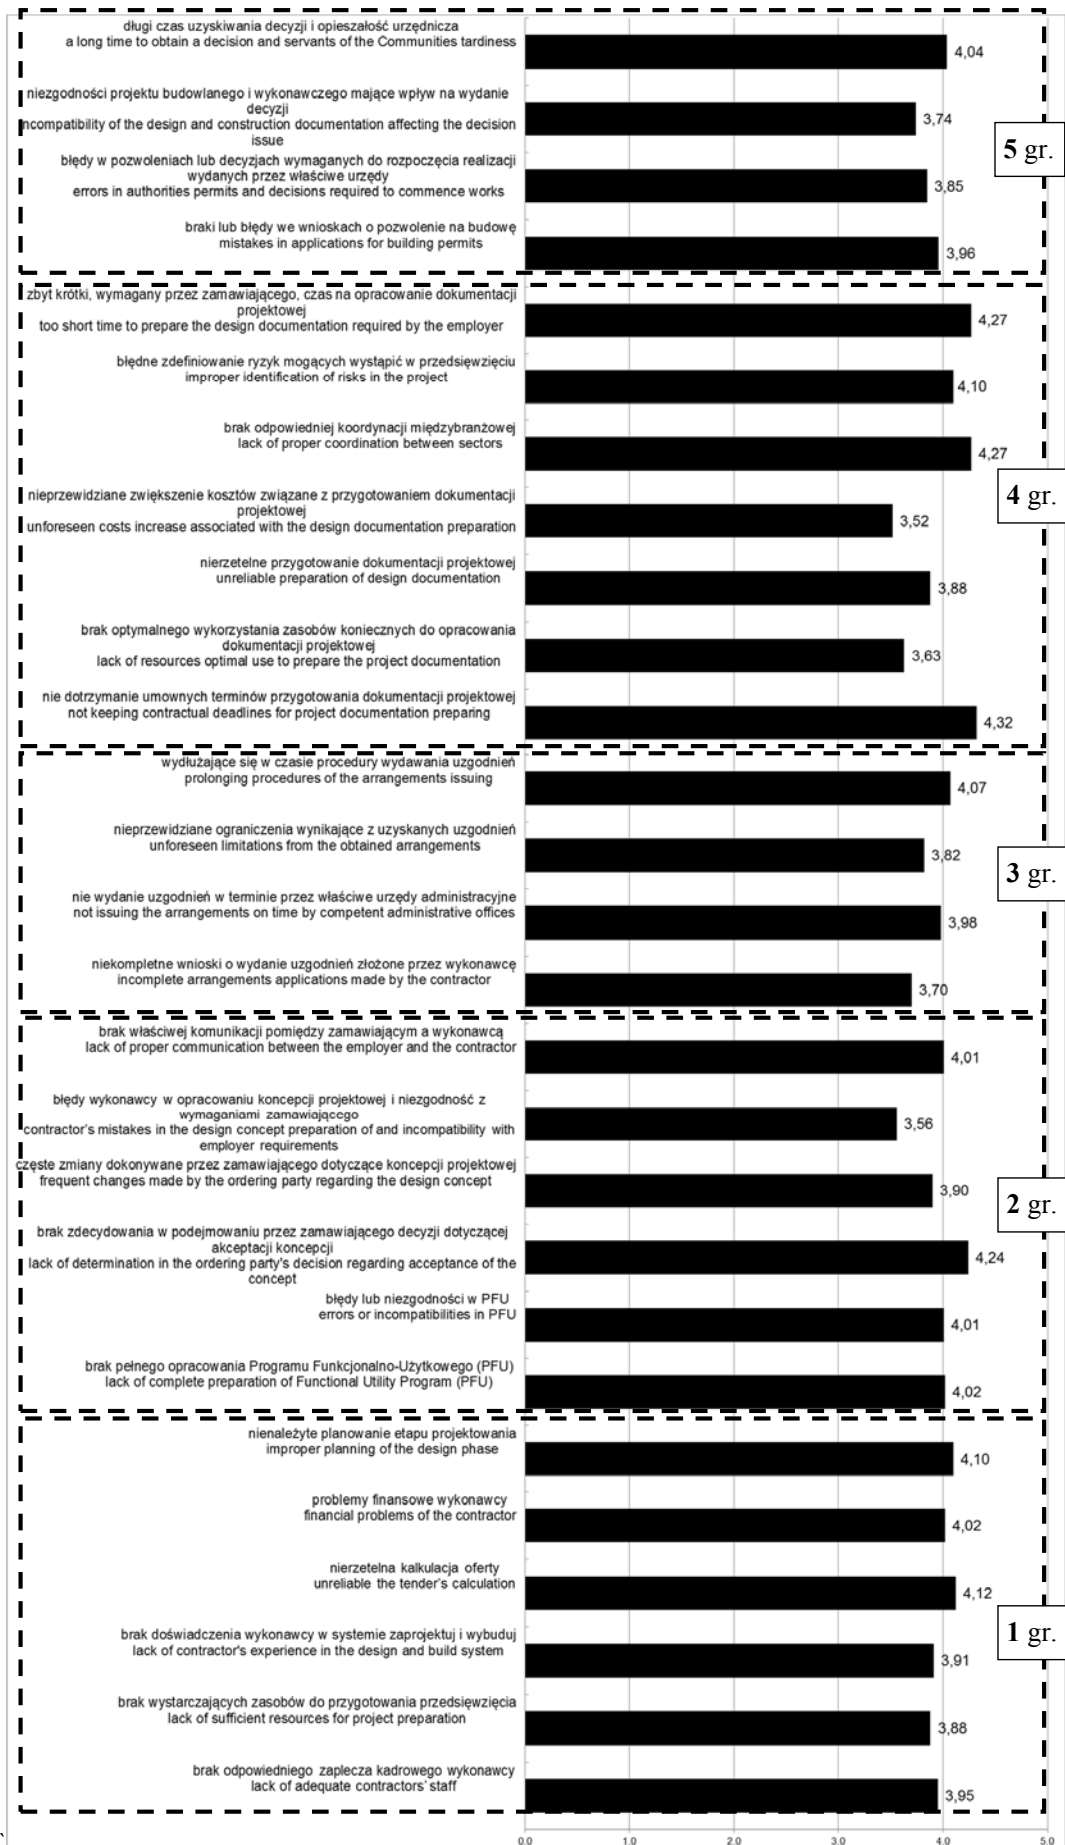 długi czas uzyskiwania decyzji i opieszałość urzędnicza
a long time to obtain a decision and servants of the Communities tardiness
4,04
niezgodności projektu budowlanego i wykonawczego mające wpływ na wydanie
decyzji
ncompatibility of the design and construction documentation affecting the decision
issue
3,74
5 gr.
błędy w pozwoleniach lub decyzjach wymaganych do rozpoczęcia realizacji
wydanych przez właściwe urzędy
errors in authorities permits and decisions required to commence works
3,85
braki lub błędy we wnioskach o pozwolenie na budowę
mistakes in applications for building permits
3,96
zbyt krótki, wymagany przez zamawiającego, czas na opracowanie dokumentacji
projektowej
too short time to prepare the design documentation required by the employer
4,27
błędne zdefiniowanie ryzyk mogących wystąpić w przedsięwzięciu
improper identification of risks in the project
4,10
brak odpowiedniej koordynacji międzybranżowej
lack of proper coordination between sectors
4,27
4 gr.
nieprzewidziane zwiększenie kosztów związane z przygotowaniem dokumentacji
projektowej
unforeseen costs increase associated with the design documentation preparation
3,52
nierzetelne przygotowanie dokumentacji projektowej
unreliable preparation of design documentation
3,88
brak optymalnego wykorzystania zasobów koniecznych do opracowania
dokumentacji projektowej
lack of resources optimal use to prepare the project documentation
3,63
nie dotrzymanie umownych terminów przygotowania dokumentacji projektowej
not keeping contractual deadlines for project documentation preparing
4,32
wydłużające się w czasie procedury wydawania uzgodnień
prolonging procedures of the arrangements issuing
4,07
nieprzewidziane ograniczenia wynikające z uzyskanych uzgodnień
unforeseen limitations from the obtained arrangements
3,82
3 gr.
nie wydanie uzgodnień w terminie przez właściwe urzędy administracyjne
not issuing the arrangements on time by competent administrative offices
3,98
niekompletne wnioski o wydanie uzgodnień złożone przez wykonawcę
incomplete arrangements applications made by the contractor
3,70
brak właściwej komunikacji pomiędzy zamawiającym a wykonawcą
lack of proper communication between the employer and the contractor
4,01
błędy wykonawcy w opracowaniu koncepcji projektowej i niezgodność z
wymaganiami zamawiającego
contractor's mistakes in the design concept preparation of and incompatibility with
employer requirements
3,56
częste zmiany dokonywane przez zamawiającego dotyczące koncepcji projektowej
frequent changes made by the ordering party regarding the design concept
3,90
2 gr.
brak zdecydowania w podejmowaniu przez zamawiającego decyzji dotyczącej
akceptacji koncepcji
lack of determination in the ordering party's decision regarding acceptance of the
concept
4,24
błędy lub niezgodności w PFU
errors or incompatibilities in PFU
4,01
brak pełnego opracowania Programu Funkcjonalno-Użytkowego (PFU)
lack of complete preparation of Functional Utility Program (PFU)
4,02
nienależyte planowanie etapu projektowania
improper planning of the design phase
4,10
problemy finansowe wykonawcy
financial problems of the contractor
4,02
nierzetelna kalkulacja oferty
unreliable the tender's calculation
4,12
1 gr.
brak doświadczenia wykonawcy w systemie zaprojektuj i wybuduj
lack of contractor's experience in the design and build system
3,91
brak wystarczających zasobów do przygotowania przedsięwzięcia
lack of sufficient resources for project preparation
3,88
brak odpowiedniego zaplecza kadrowego wykonawcy
lack of adequate contractors' staff
3,95
0.0 1.0 2.0 3.0 4.0 5.0